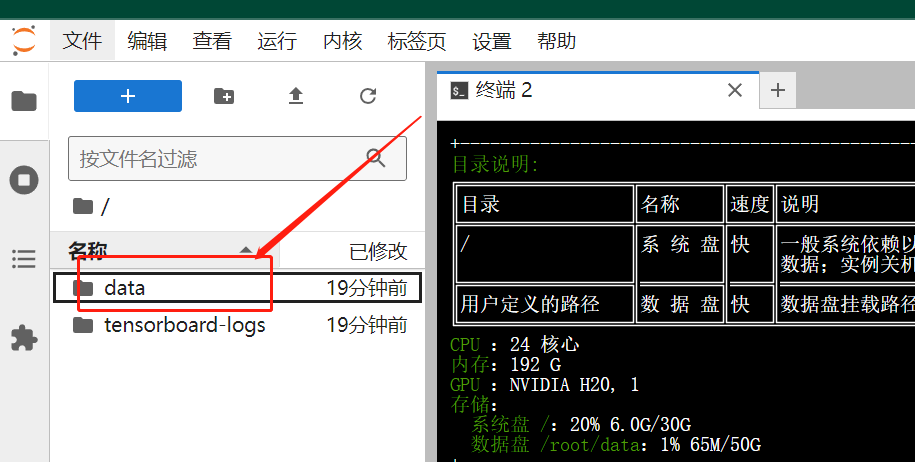 文件 编辑 查看 运行 内核 标签页 设置 帮助
终端 2
按文件名过滤
/
名称 已修改
data 19分钟前
tensorboard-logs 19分钟前
目录说明:
目录 名称 速度 说明
/ 系 统 盘 快 一般系统依赖以
数据；实例关机
用户定义的路径 数 据 盘 快 数据盘挂载路径
CPU ：24 核心
内存：192 G
GPU ：NVIDIA H20, 1
存储：
系统盘 /：20% 6.0G/30G
数据盘 /root/data：1% 65M/50G